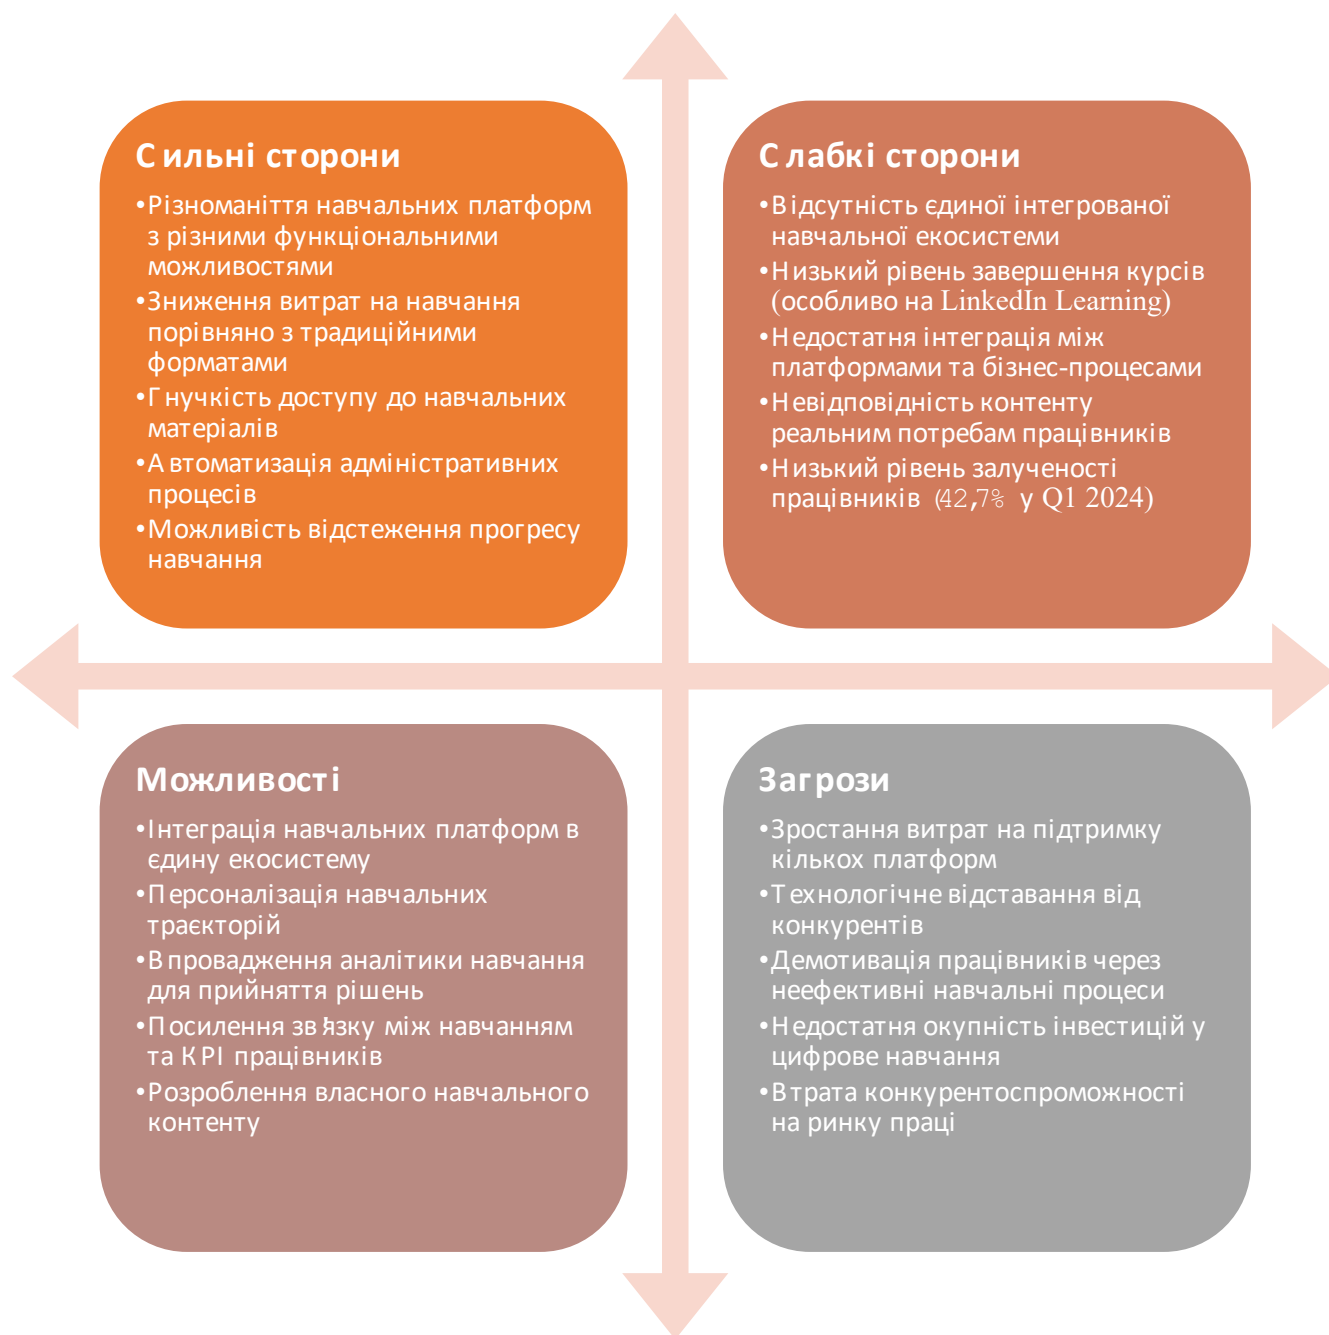 Сильні сторони
•Різноманіття навчальних платформ
з різними функціональними
можливостями
•Зниження витрат на навчання
порівняно з традиційними
форматами
•Гнучкість доступу до навчальних
матеріалів
•Автоматизація адміністративних
процесів
•Можливість відстеження прогресу
навчання
Слабкі сторони
•Відсутність єдиної інтегрованої
навчальної екосистеми
•Низький рівень завершення курсів
(особливо на LinkedIn Learning)
•Недостатня інтеграція між
платформами та бізнес-процесами
•Невідповідність контенту
реальним потребам працівників
•Низький рівень залученості
працівників (42,7% у Q1 2024)
Можливості
•Інтеграція навчальних платформ в
єдину екосистему
•Персоналізація навчальних
траєкторій
•Впровадження аналітики навчання
для прийняття рішень
•Посилення зв'язку між навчанням
та KPI працівників
•Розроблення власного навчального
контенту
Загрози
•Зростання витрат на підтримку
кількох платформ
•Технологічне відставання від
конкурентів
•Демотивація працівників через
неефективні навчальні процеси
•Недостатня окупність інвестицій у
цифрове навчання
•Втрата конкурентоспроможності
на ринку праці